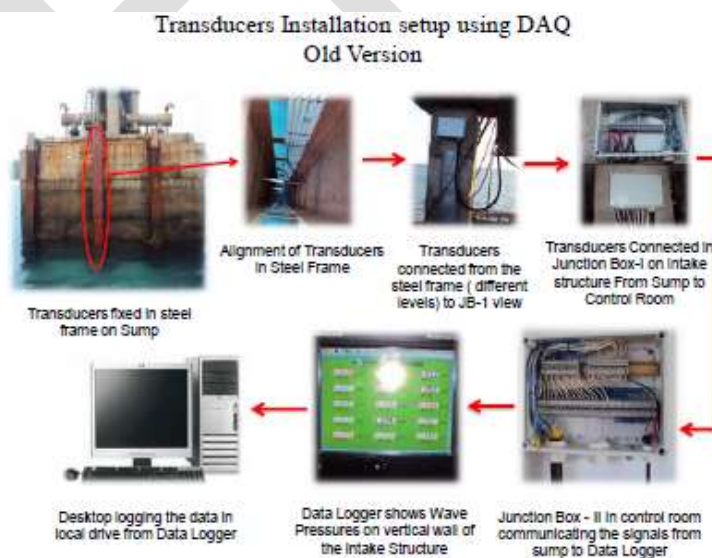 Transducers Installation setup using DAQ
Old Version
Alignment of Transducers
in Steel Frame
Transducers
connected from the
steel frame ( different
levels) to JB-1 view
Transducers Connected in
Junction Box-I on Intake
structure From Sump to
Control Room
Transducers fixed in steel
frame on Sump
Desktop logging the data in
local drive from Data Logger
Data Logger shows Wave
Pressures on vertical wall of
the Intake Structure
Junction Box - II in control room
communicating the signals from
sump to Data Logger